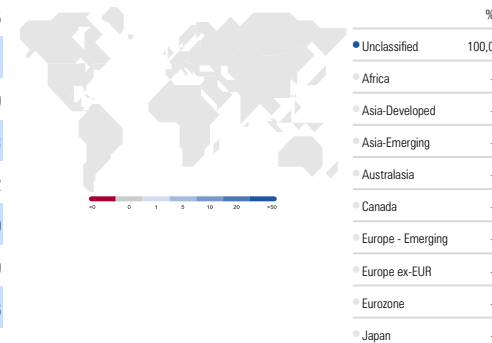 %
<0 0 1 5 10 20 >50
Unclassified 100,0
Africa -
Asia-Developed -
Asia-Emerging -
Australasia -
Canada -
Europe - Emerging -
Europe ex-EUR -
Eurozone -
Japan -